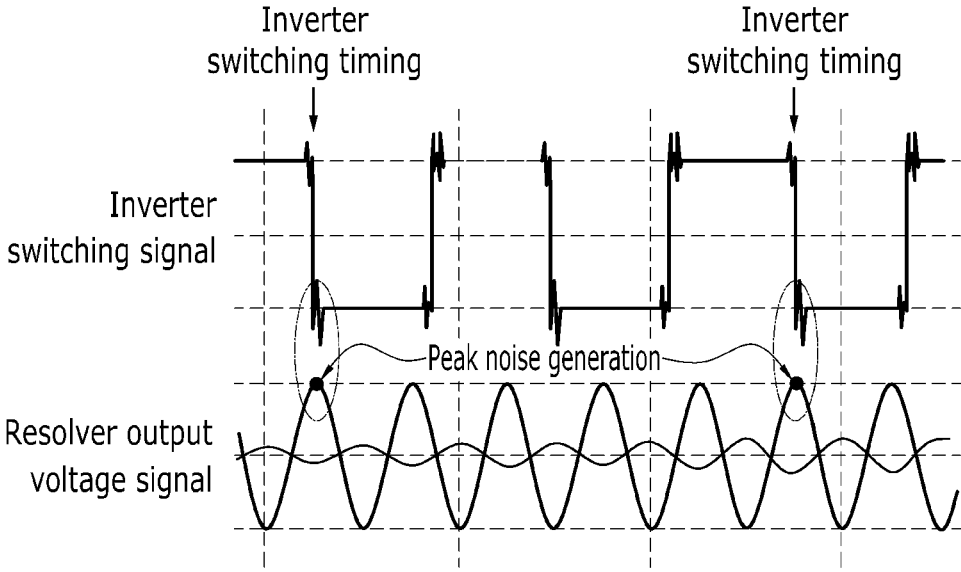 Inverter
switching timing
Inverter
switching timing
Inverter
switching signal
Peak noise generation
Resolver output
voltage signal